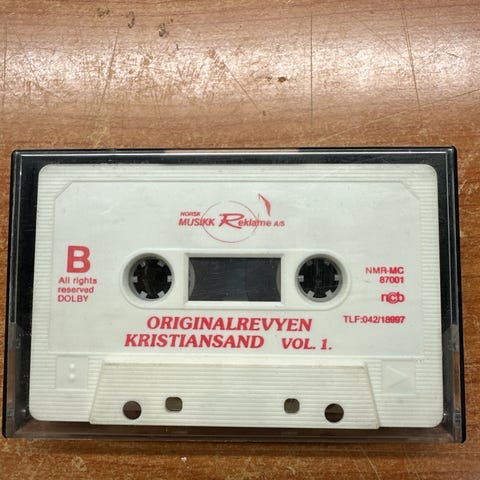 NORSK
MUSIKK Reklame A/S
B
All rights
reserved
DOLBY
NMR-MC
87001
ncb
TLF:042/18997
ORIGINALREVYEN
KRISTIANSAND VOL. 1.